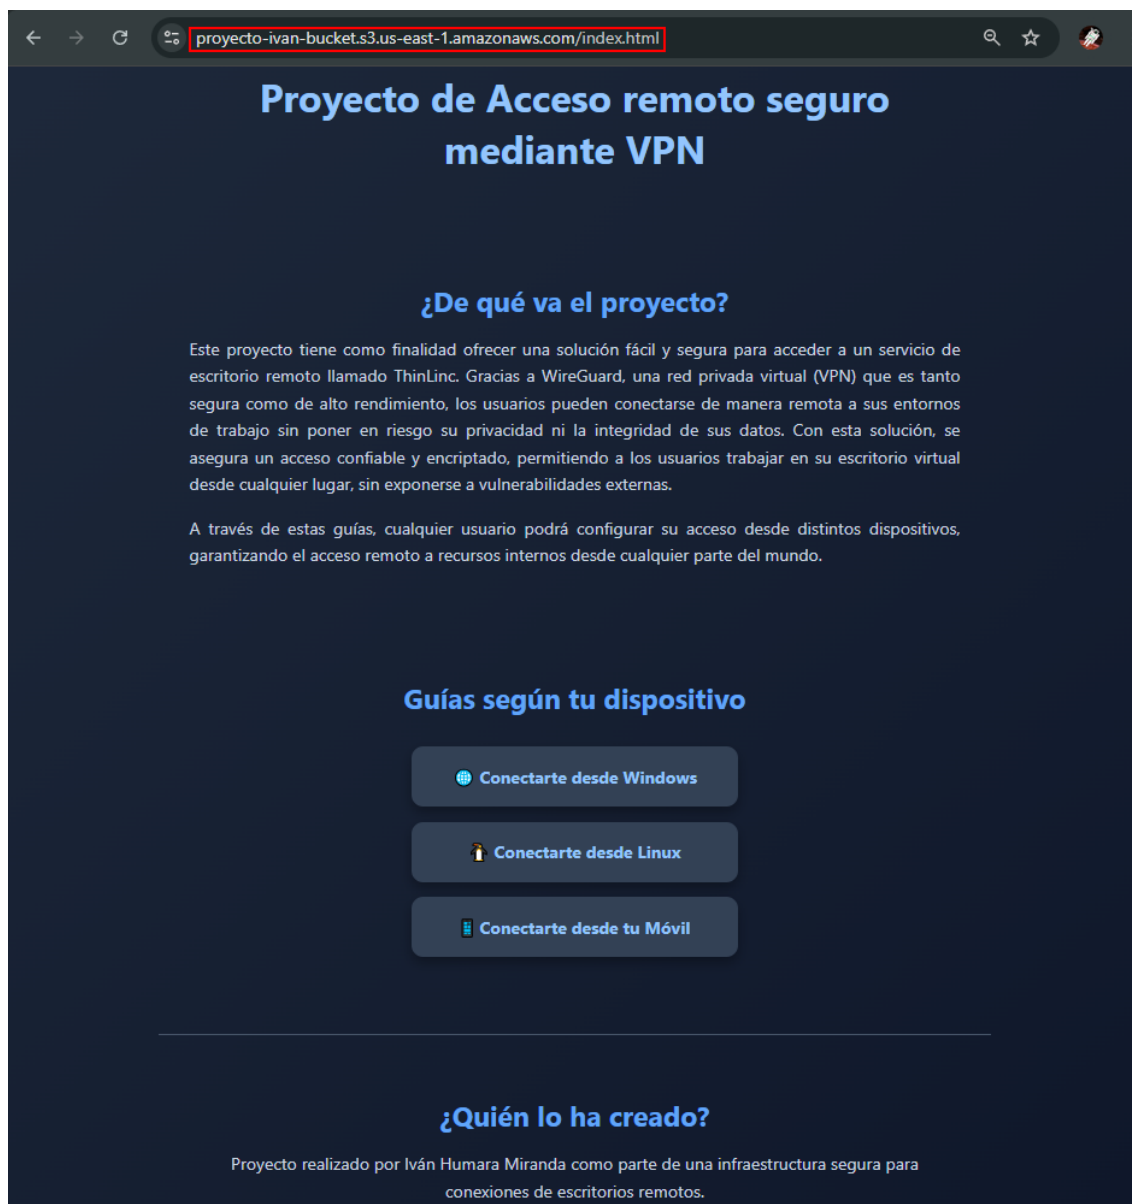 proyecto-ivan-bucket.s3.us-east-1.amazonaws.com/index.html
Proyecto de Acceso remoto seguro
mediante VPN
¿De qué va el proyecto?
Este proyecto tiene como finalidad ofrecer una solución fácil y segura para acceder a un servicio de
escritorio remoto llamado ThinLinc. Gracias a WireGuard, una red privada virtual (VPN) que es tanto
segura como de alto rendimiento, los usuarios pueden conectarse de manera remota a sus entornos
de trabajo sin poner en riesgo su privacidad ni la integridad de sus datos. Con esta solución, se
asegura un acceso confiable y encriptado, permitiendo a los usuarios trabajar en su escritorio virtual
desde cualquier lugar, sin exponerse a vulnerabilidades externas.
A través de estas guías, cualquier usuario podrá configurar su acceso desde distintos dispositivos,
garantizando el acceso remoto a recursos internos desde cualquier parte del mundo.
Guías según tu dispositivo
Conectarte desde Windows
Conectarte desde Linux
Conectarte desde tu Móvil
¿Quién lo ha creado?
Proyecto realizado por Iván Humara Miranda como parte de una infraestructura segura para
conexiones de escritorios remotos.